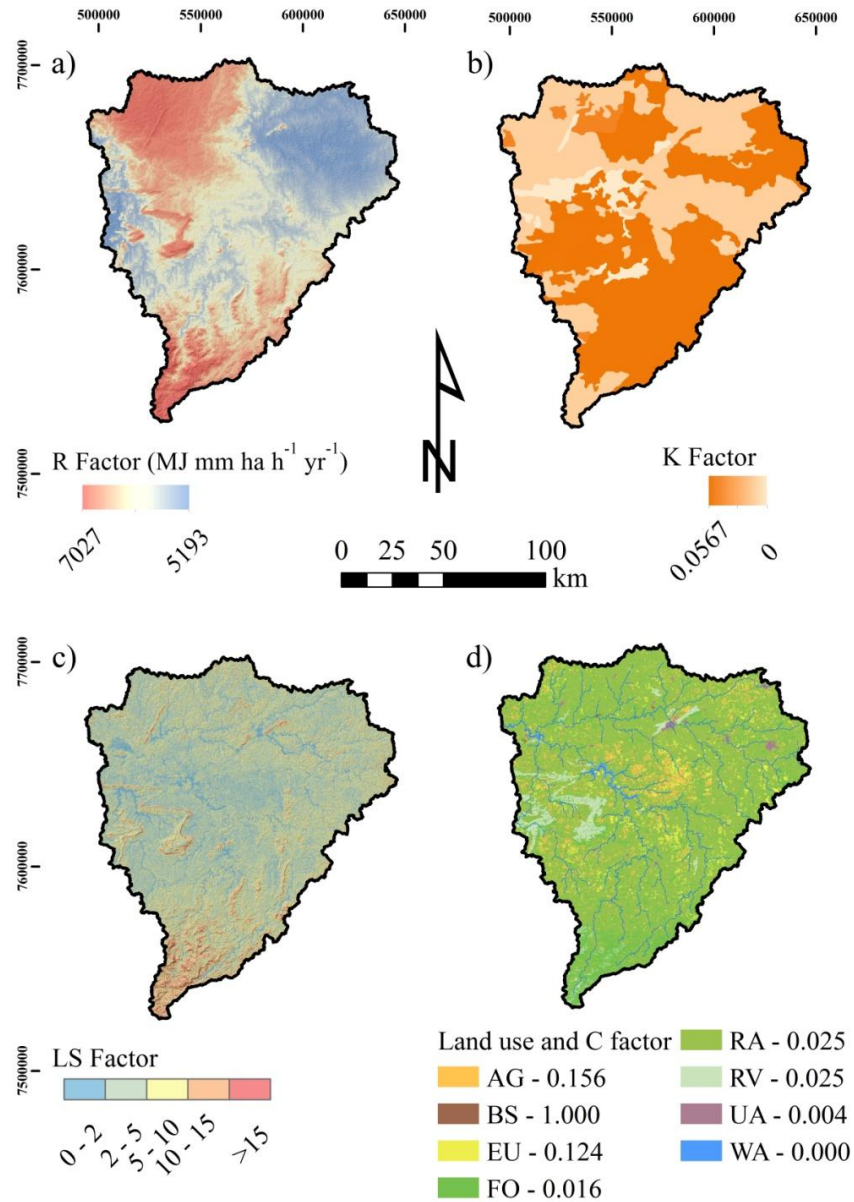 500000 550000 600000 650000
500000 550000 600000 650000
a)
b)
7700000
7600000
7500000
R Factor (MJ mm ha h⁻¹ yr⁻¹)
7027 5193
N
K Factor
0.0567 0
0 25 50 100
km
c)
d)
7700000
7600000
7500000
LS Factor
0 - 2 2 - 5 5 - 10 10 - 15 >15
Land use and C factor
AG - 0.156
BS - 1.000
EU - 0.124
FO - 0.016
RA - 0.025
RV - 0.025
UA - 0.004
WA - 0.000